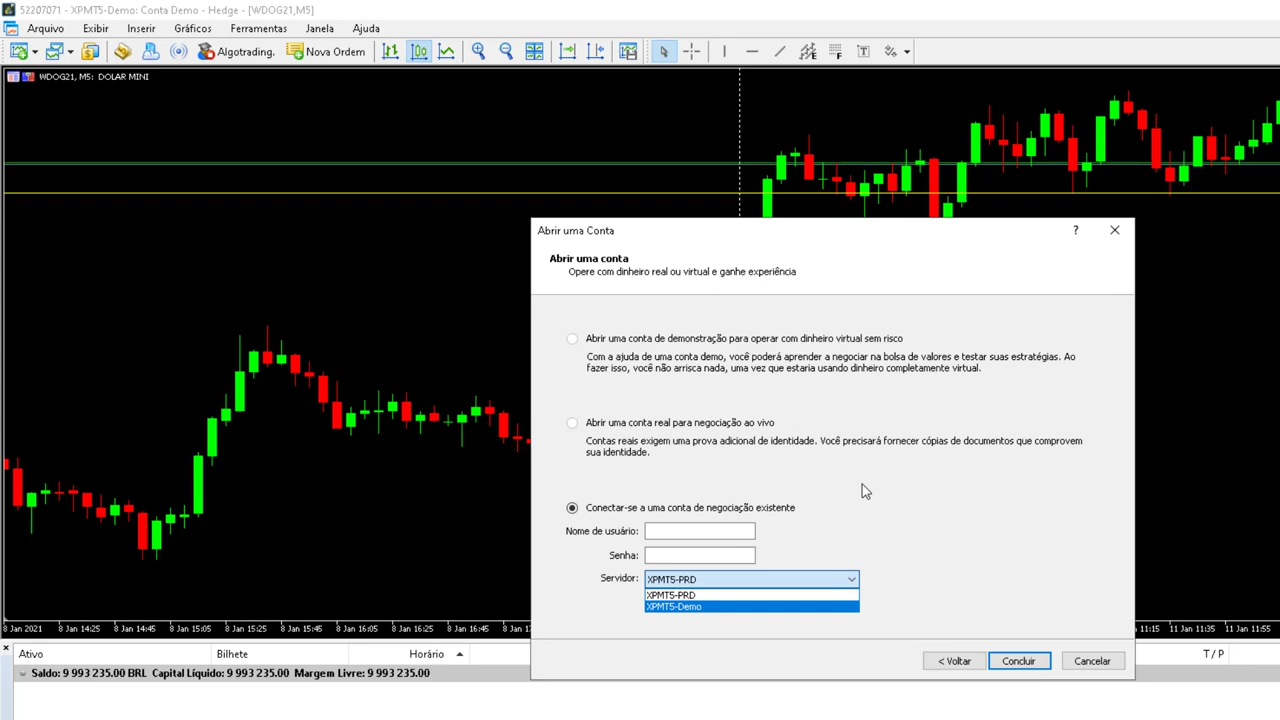 52207071 - XPMT5-Demo: Conta Demo - Hedge - [WDOG21,M5]
Arquivo Exibir Inserir Gráficos Ferramentas Janela Ajuda
Algotrading. Nova Ordem
WDOG21, M5: DOLAR MINI
Abrir uma Conta
Abrir uma conta
Opere com dinheiro real ou virtual e ganhe experiência
Abrir uma conta de demonstração para operar com dinheiro virtual sem risco
Com a ajuda de uma conta demo, você poderá aprender a negociar na bolsa de valores e testar suas estratégias. Ao
fazer isso, você não arrisca nada, uma vez que estaria usando dinheiro completamente virtual.
Abrir uma conta real para negociação ao vivo
Contas reais exigem uma prova adicional de identidade. Você precisará fornecer cópias de documentos que comprovem
sua identidade.
Conectar-se a uma conta de negociação existente
Nome de usuário:
Senha:
Servidor: XPMT5-PRD
XPMT5-PRD
XPMT5-Demo
< Voltar Concluir Cancelar
8 Jan 2021 8 Jan 14:25 8 Jan 14:45 8 Jan 15:05 8 Jan 15:25 8 Jan 15:45 8 Jan 16:05 8 Jan 16:25 8 Jan 16:45 8 Jan 1 11:15 11 Jan 11:35 11 Jan 11:55
Ativo Bilhete Horário T / P
Saldo: 9 993 235.00 BRL Capital Líquido: 9 993 235.00 Margem Livre: 9 993 235.00